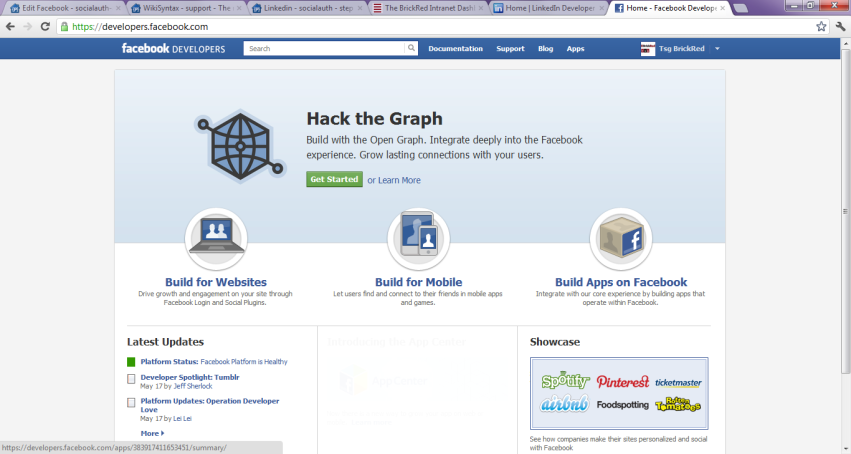 Edit Facebook - socialauth-
WikiSyntax - support - The
Linkedin - socialauth - step
The BrickRed Intranet Dash
Home | LinkedIn Developer
Home - Facebook Develope
https://developers.facebook.com
facebook DEVELOPERS
Search
Documentation
Support
Blog
Apps
Tsg BrickRed
Hack the Graph
Build with the Open Graph. Integrate deeply into the Facebook
experience. Grow lasting connections with your users.
Get Started or Learn More
Build for Websites
Drive growth and engagement on your site through
Facebook Login and Social Plugins.
Build for Mobile
Let users find and connect to their friends in mobile apps
and games.
Build Apps on Facebook
Integrate with our core experience by building apps that
operate within Facebook.
Latest Updates
Platform Status: Facebook Platform is Healthy
Developer Spotlight: Tumblr
May 17 by Jeff Sherlock
Platform Updates: Operation Developer
Love
May 17 by Lei Lei
More
Introducing the App Center
Showcase
Spotify
Pinterest
ticketmaster
airbnb
Foodspotting
Rotten
Tomatoes
See how companies make their sites personalized and social
with Facebook
https://developers.facebook.com/apps/383917411653451/summary/